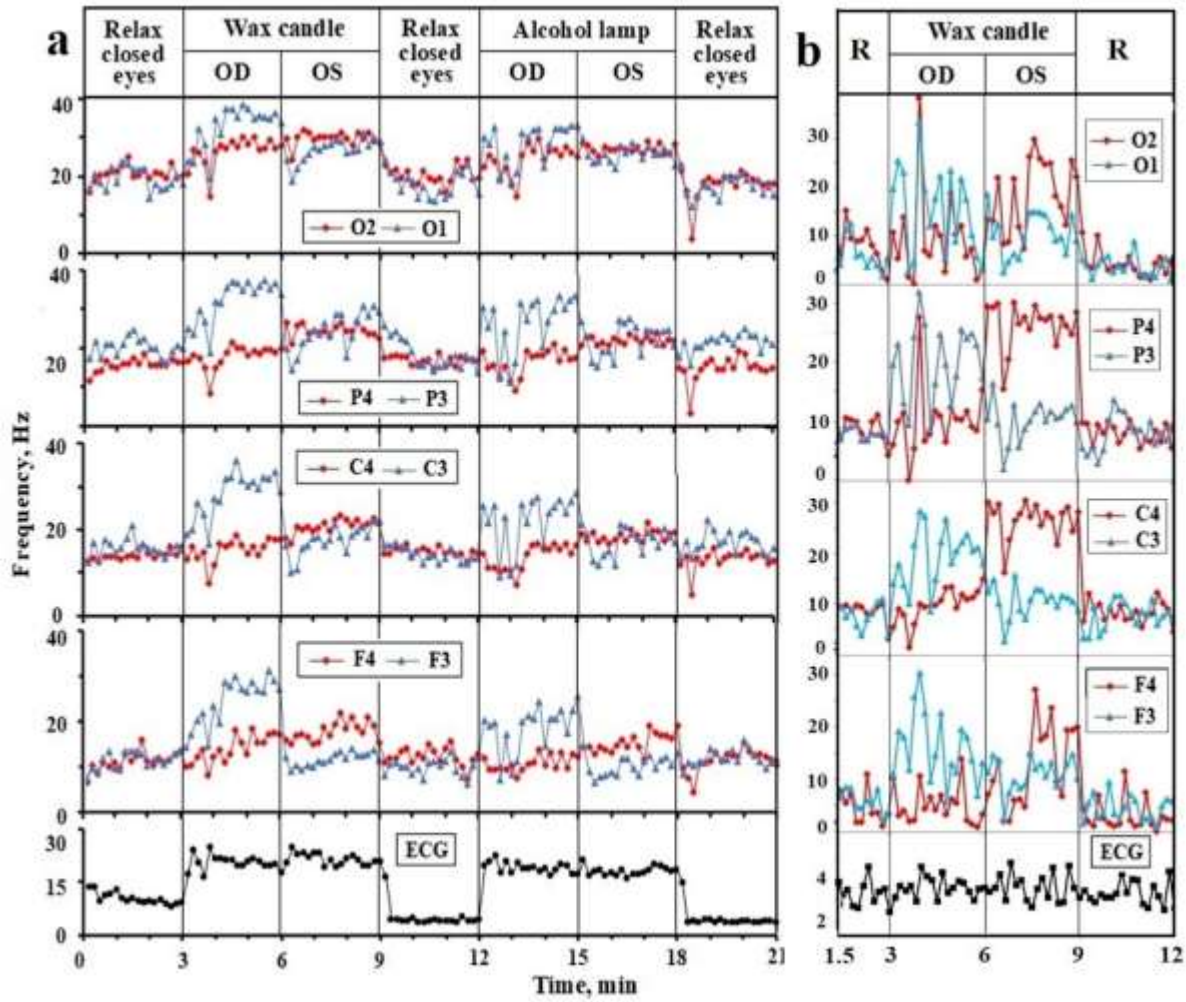 a
Relax
closed
eyes
Wax candle
OD
OS
Relax
closed
eyes
Alcohol lamp
OD
OS
Relax
closed
eyes
40
20
0
O2 O1
40
20
P4 P3
40
20
0
C4 C3
40
20
0
F4 F3
30
15
0
ECG
Frequency, Hz
0 3 6 9 12 15 18 21
Time, min
b
R
Wax candle
OD
OS
R
30
20
10
0
O2
O1
30
20
10
0
P4
P3
30
20
10
0
C4
C3
30
20
10
0
F4
F3
ECG
4
2
1.5 3 6 9 12